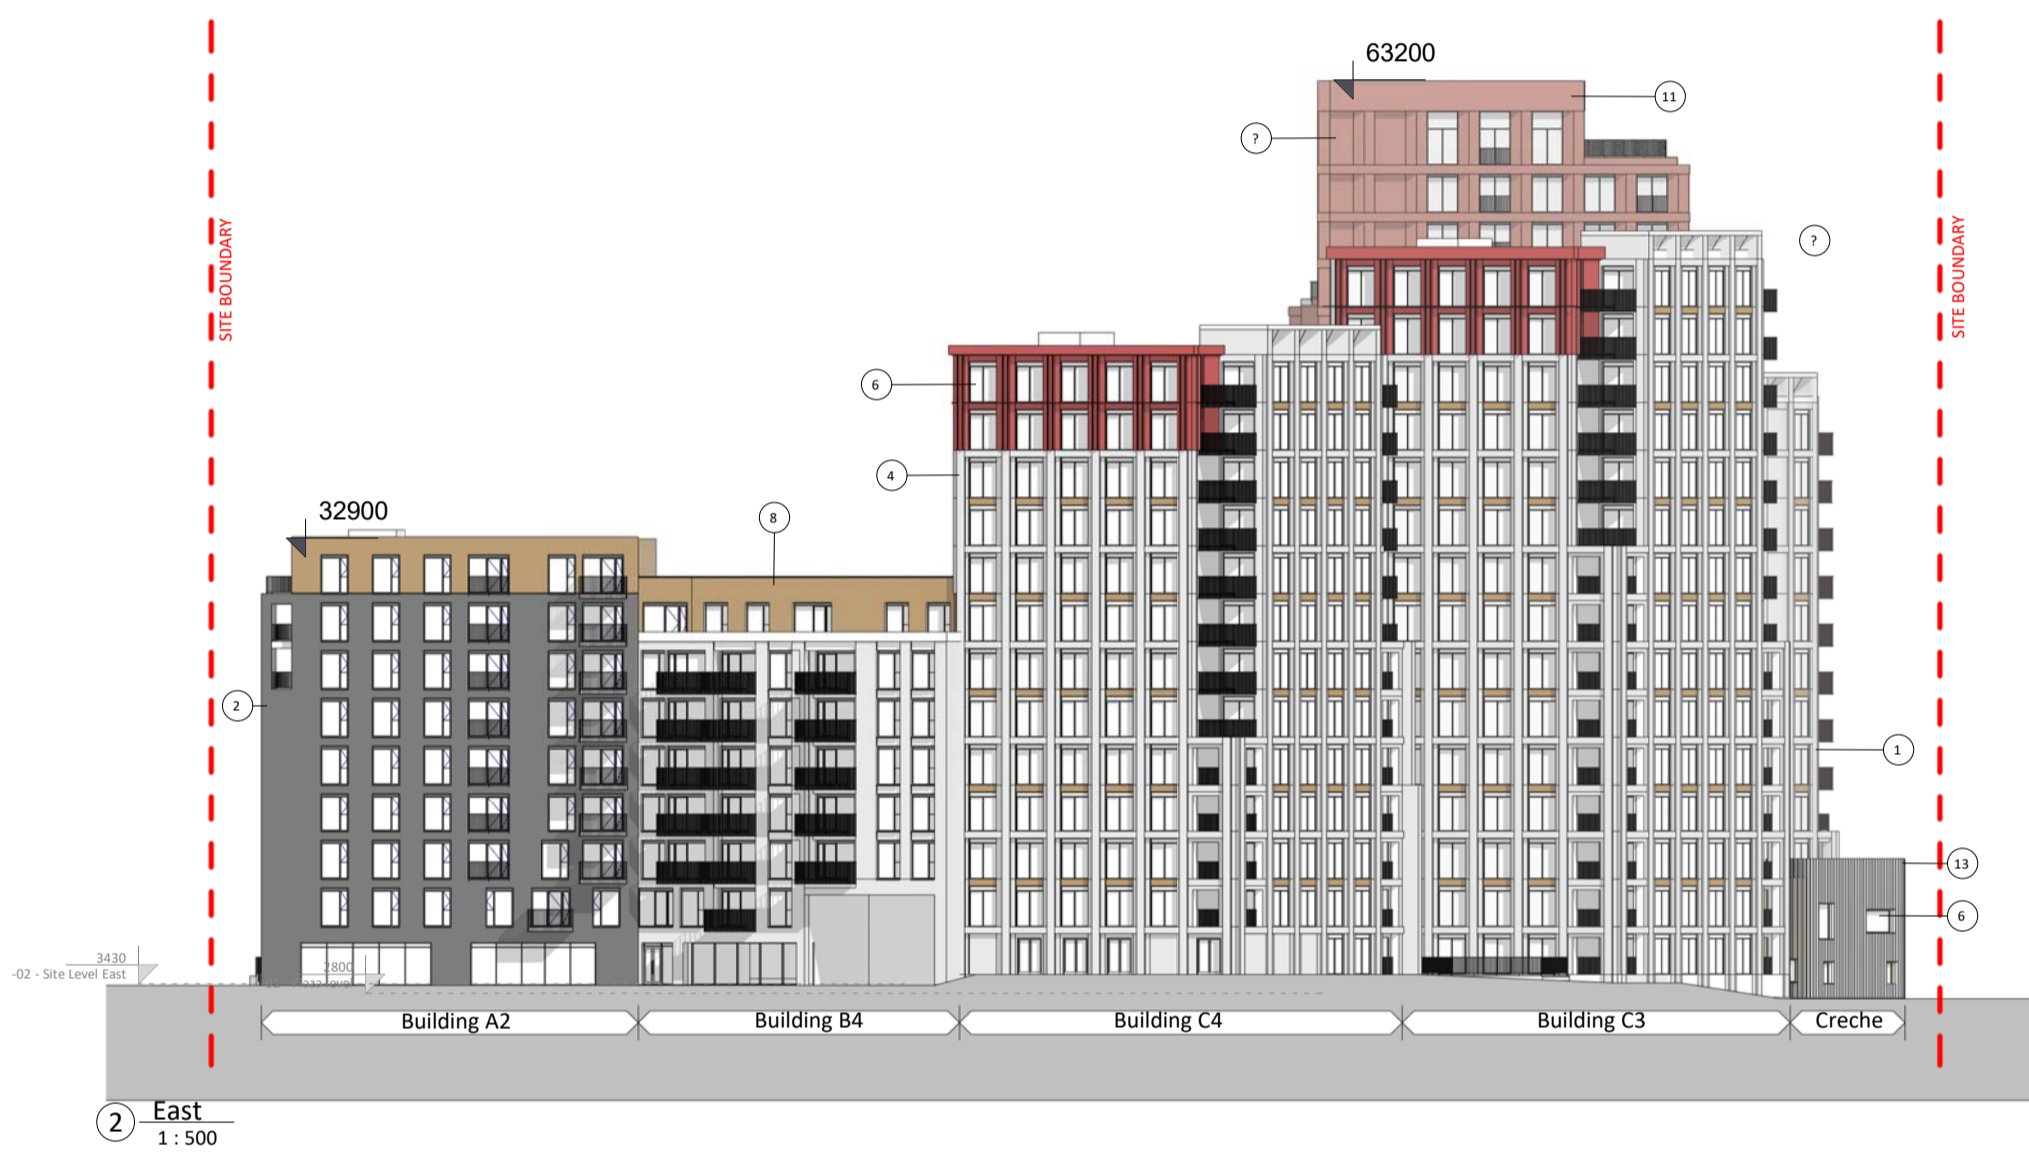 63200
11
?
SITE BOUNDARY
SITE BOUNDARY
?
6
4
32900
8
2
1
13
6
3430
-02 - Site Level East
2800
Building A2
Building B4
Building C4
Building C3
Creche
2
East
1 : 500